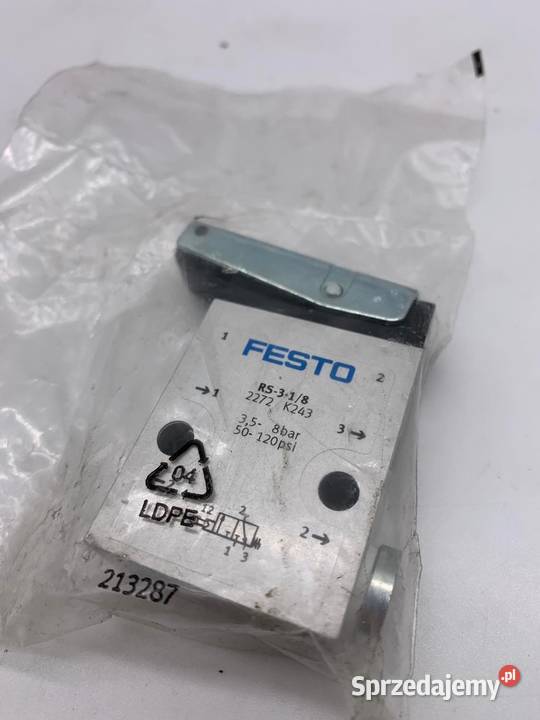 FESTO
1
2
RS-3-1/8
2272 K243
→1
3,5- 8bar
50-120psi
3→
04
LDPE
12 2
1 3
2→
213287
Sprzedajemy.pl